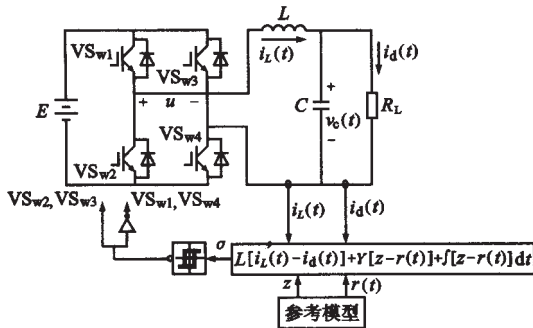 L
i_L(t)
i_d(t)
VS_w1
VS_w3
+ u −
E
C
+
v_c(t)
−
R_L
VS_w4
VS_w2
VS_w2, VS_w3
VS_w1, VS_w4
i_L(t)
i_d(t)
σ
L[i_L′(t)−i_d(t)]+γ[z−r(t)]+∫[z−r(t)]dt
z
r(t)
参考模型